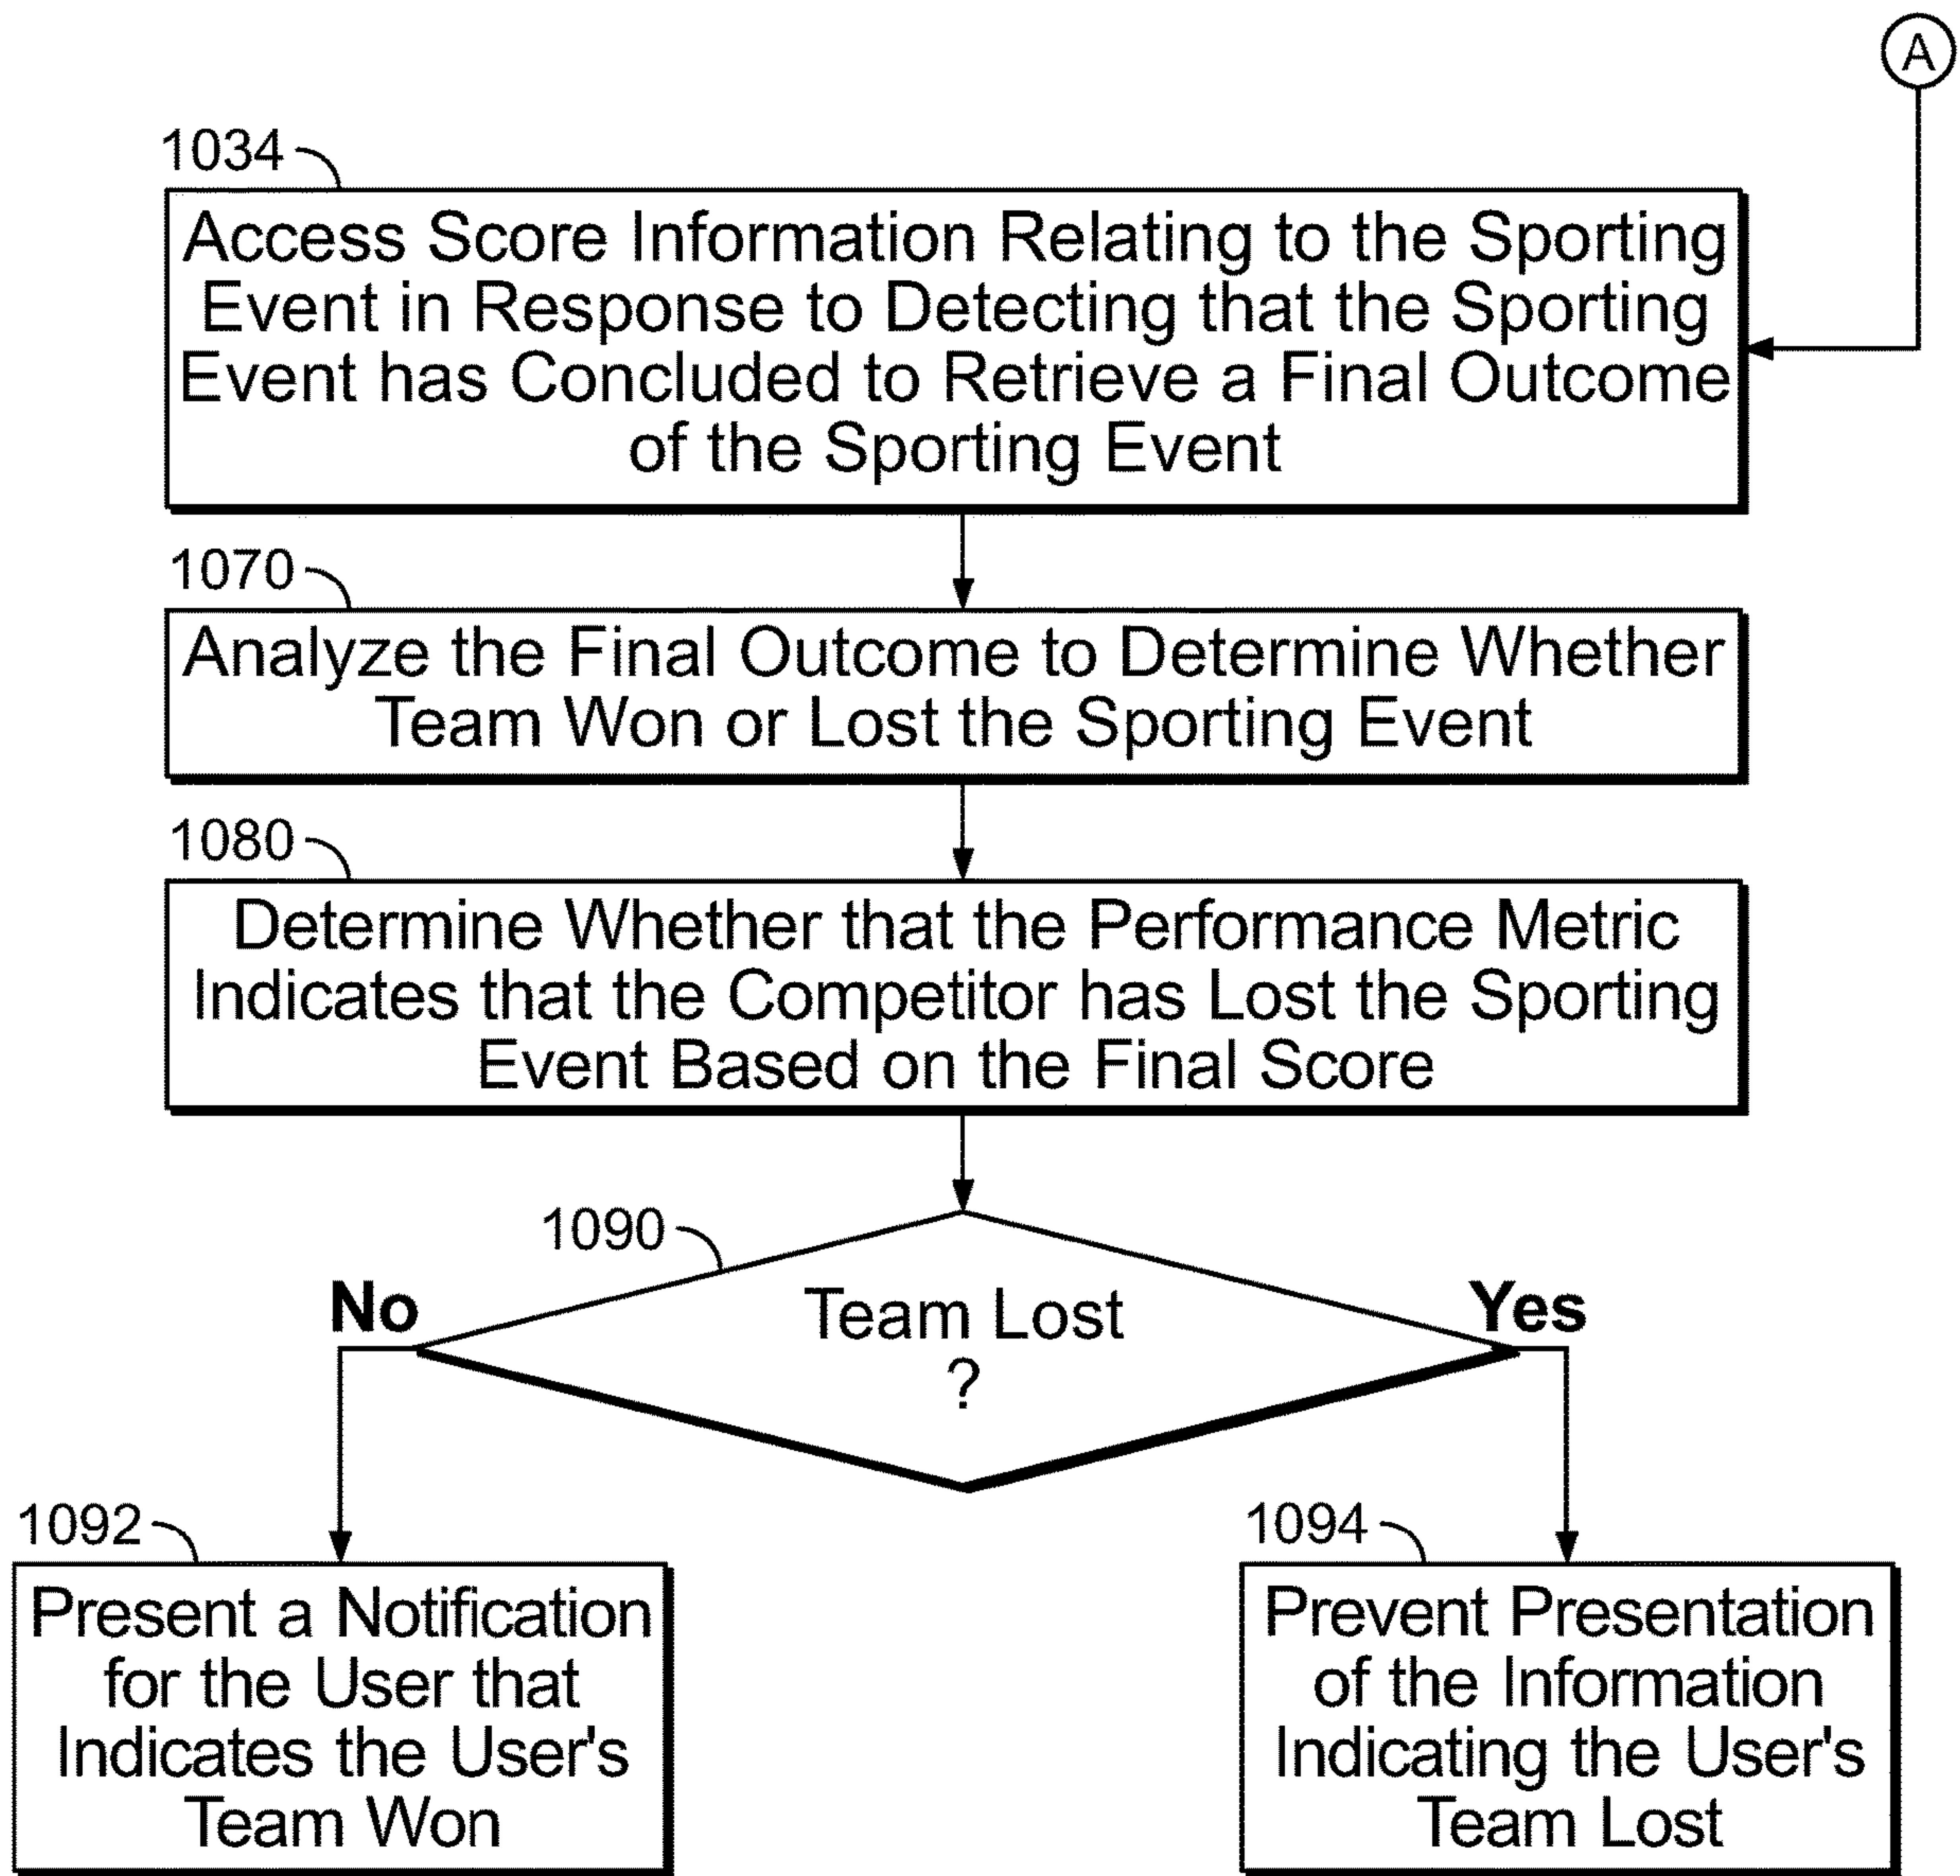 A
1034
Access Score Information Relating to the Sporting
Event in Response to Detecting that the Sporting
Event has Concluded to Retrieve a Final Outcome
of the Sporting Event
1070
Analyze the Final Outcome to Determine Whether
Team Won or Lost the Sporting Event
1080
Determine Whether that the Performance Metric
Indicates that the Competitor has Lost the Sporting
Event Based on the Final Score
1090
Team Lost
?
No
Yes
1092
Present a Notification
for the User that
Indicates the User's
Team Won
1094
Prevent Presentation
of the Information
Indicating the User's
Team Lost